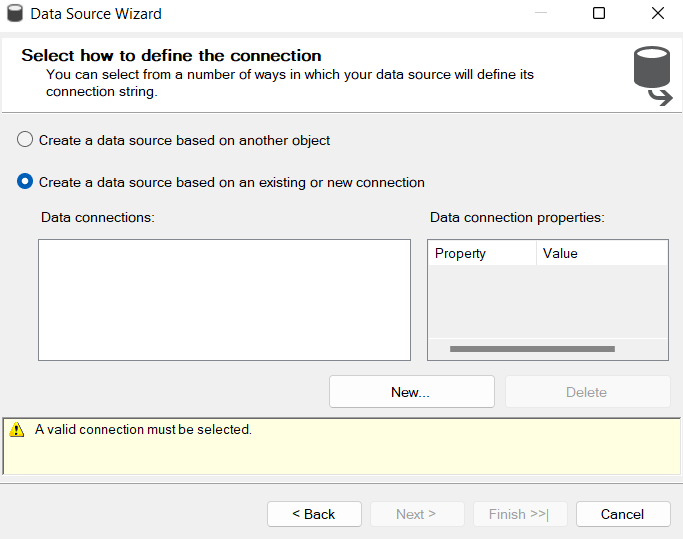 Data Source Wizard
Select how to define the connection
You can select from a number of ways in which your data source will define its
connection string.
Create a data source based on another object
Create a data source based on an existing or new connection
Data connections:
Data connection properties:
Property Value
New... Delete
A valid connection must be selected.
< Back Next > Finish >>| Cancel